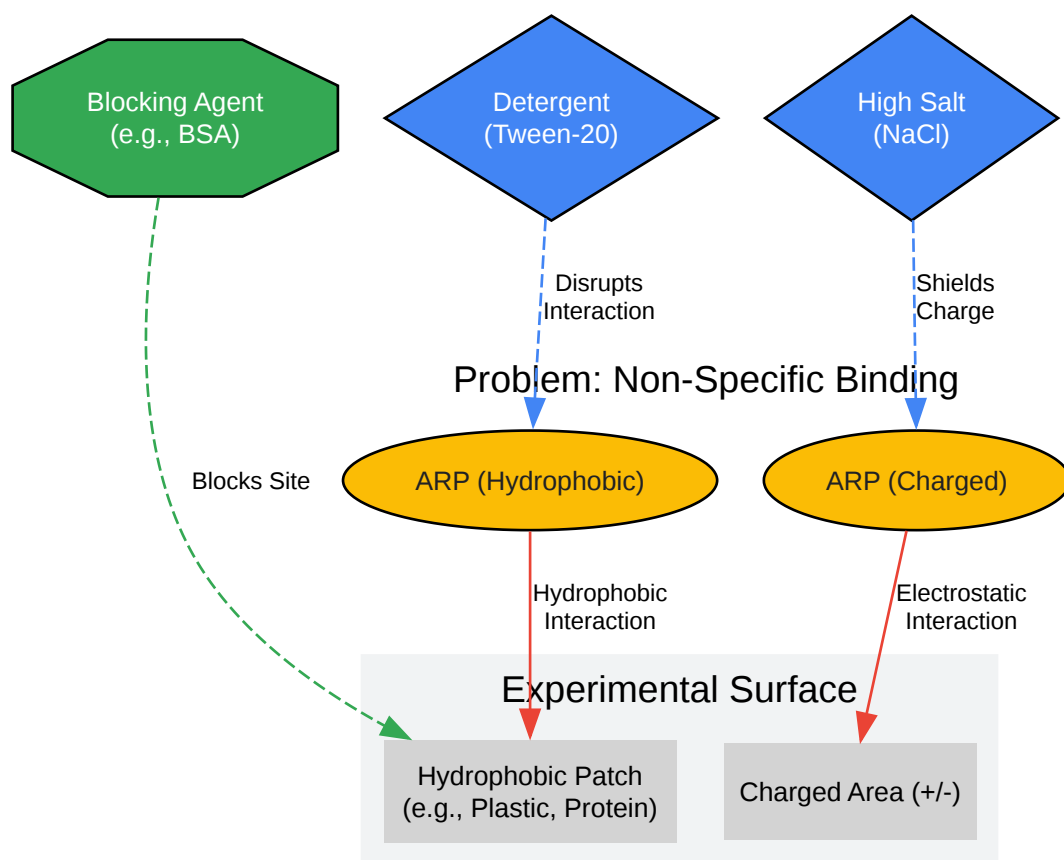 Blocking Agent
(e.g., BSA)
Detergent
(Tween-20)
High Salt
(NaCl)
Disrupts
Interaction
Shields
Charge
Problem: Non-Specific Binding
Blocks Site
ARP (Hydrophobic)
ARP (Charged)
Hydrophobic
Interaction
Electrostatic
Interaction
Experimental Surface
Hydrophobic Patch
(e.g., Plastic, Protein)
Charged Area (+/-)